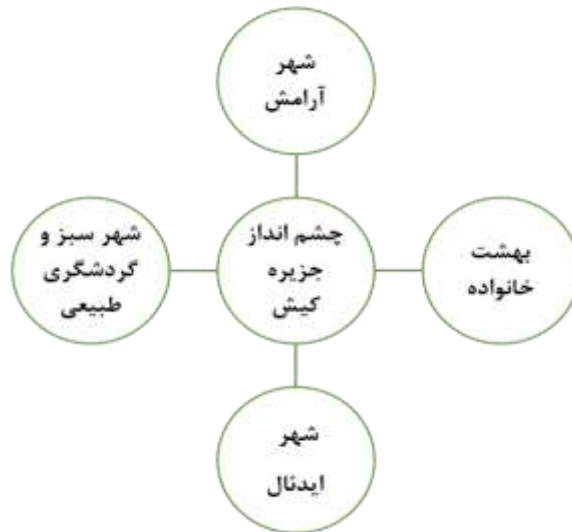 شهر
آرامش
چشم انداز
جزیره
کیش
بهشت
خانواده
شهر سبز و
گردشگری
طبیعی
شهر
ایدئال